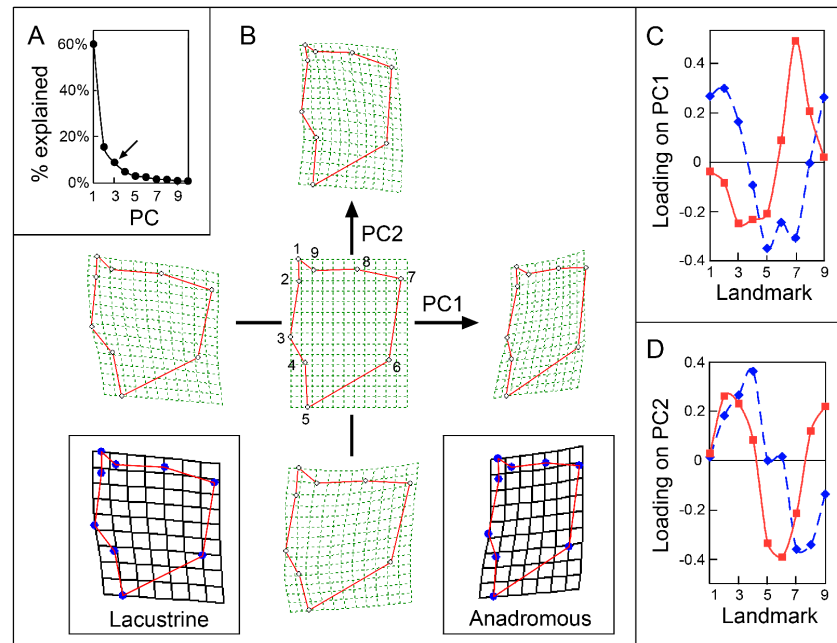 A
% explained
60%
40%
20%
0%
1 3 5 7 9
PC
B
PC2
PC1
1
9
8
2
7
3
4
6
5
Lacustrine
Anadromous
C
Loading on PC1
0.4
0.2
0
-0.2
-0.4
1 3 5 7 9
Landmark
D
Loading on PC2
0.4
0.2
0
-0.2
-0.4
1 3 5 7 9
Landmark